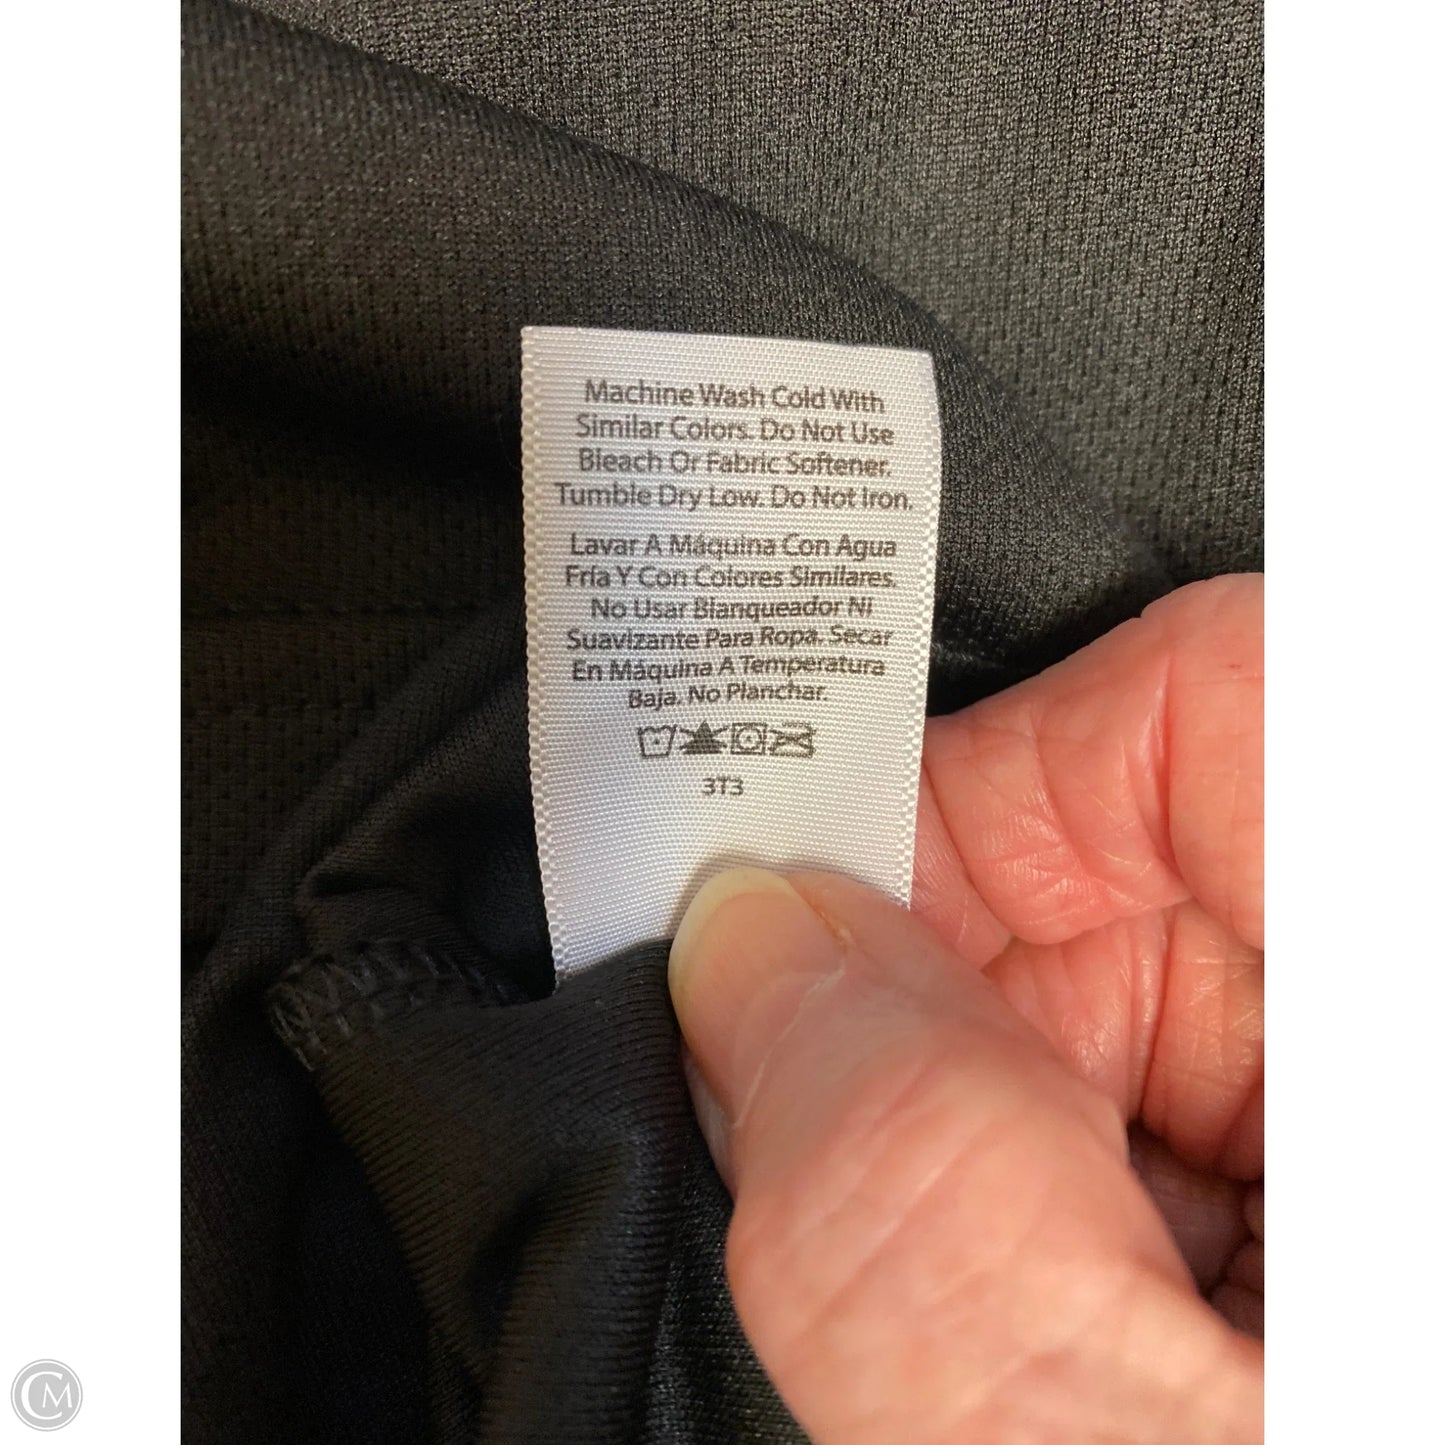 Machine Wash Cold With
Similar Colors. Do Not Use
Bleach Or Fabric Softener.
Tumble Dry Low. Do Not Iron.
Lavar A Máquina Con Agua
Fría Y Con Colores Similares.
No Usar Blanqueador Ni
Suavizante Para Ropa. Secar
En Máquina A Temperatura
Baja. No Planchar.
3T3
CM